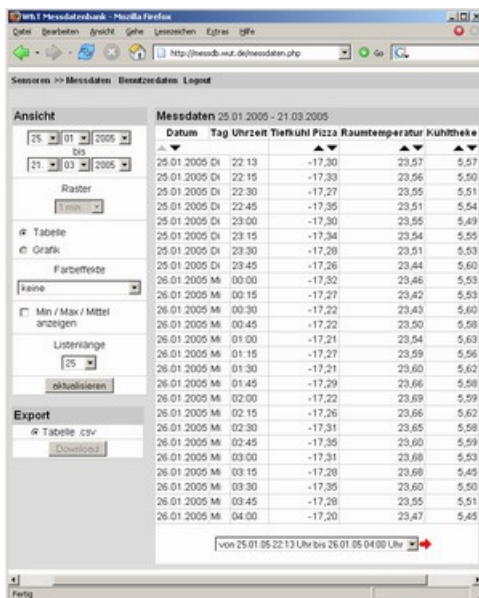 W&T Messdatenbank - Mozilla Firefox
Datei Bearbeiten Ansicht Gehe Lesezeichen Extras Hilfe
http://messdb.wut.de/messdaten.php Go
Sensoren >> Messdaten Benutzerdaten Logout
Ansicht
25. 01 2005
bis
21. 03 2005
Raster
1 min.
Tabelle
Grafik
Farbeffekte
keine
Min / Max / Mittel
anzeigen
Listenlänge
25
aktualisieren
Export
Tabelle .csv
Download
Messdaten 25.01.2005 - 21.03.2005
Datum Tag Uhrzeit Tiefkühl Pizza Raumtemperatur Kühltheke
25.01.2005 Di 22:13 -17,30 23,57 5,57
25.01.2005 Di 22:15 -17,33 23,56 5,50
25.01.2005 Di 22:30 -17,27 23,55 5,51
25.01.2005 Di 22:45 -17,35 23,51 5,54
25.01.2005 Di 23:00 -17,30 23,55 5,49
25.01.2005 Di 23:15 -17,34 23,54 5,55
25.01.2005 Di 23:30 -17,28 23,51 5,53
25.01.2005 Di 23:45 -17,26 23,44 5,60
26.01.2005 Mi 00:00 -17,32 23,46 5,53
26.01.2005 Mi 00:15 -17,27 23,42 5,53
26.01.2005 Mi 00:30 -17,22 23,43 5,60
26.01.2005 Mi 00:45 -17,22 23,50 5,58
26.01.2005 Mi 01:00 -17,21 23,54 5,63
26.01.2005 Mi 01:15 -17,27 23,59 5,56
26.01.2005 Mi 01:30 -17,21 23,60 5,62
26.01.2005 Mi 01:45 -17,29 23,66 5,58
26.01.2005 Mi 02:00 -17,22 23,69 5,59
26.01.2005 Mi 02:15 -17,26 23,66 5,62
26.01.2005 Mi 02:30 -17,31 23,65 5,58
26.01.2005 Mi 02:45 -17,35 23,60 5,59
26.01.2005 Mi 03:00 -17,31 23,68 5,53
26.01.2005 Mi 03:15 -17,28 23,68 5,45
26.01.2005 Mi 03:30 -17,35 23,60 5,50
26.01.2005 Mi 03:45 -17,28 23,55 5,51
26.01.2005 Mi 04:00 -17,20 23,47 5,45
von 25.01.05 22:13 Uhr bis 26.01.05 04:00 Uhr
Fertig